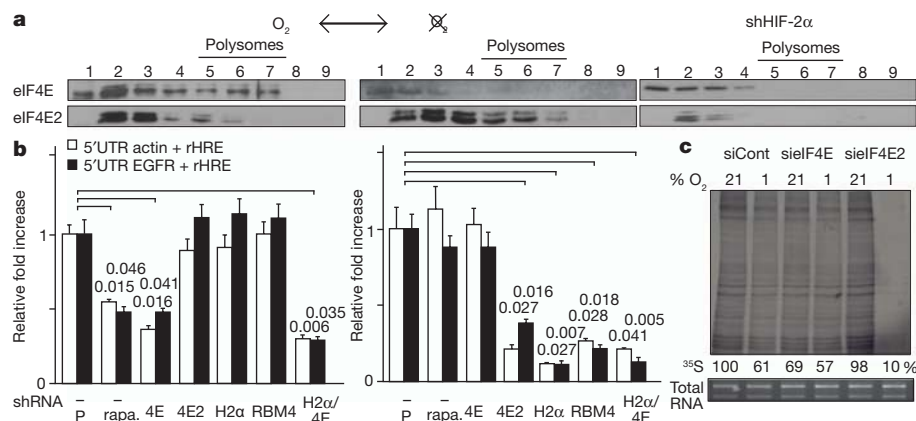 a
O2
O2
shHIF-2α
Polysomes
Polysomes
Polysomes
1 2 3 4 5 6 7 8 9
1 2 3 4 5 6 7 8 9
1 2 3 4 5 6 7 8 9
eIF4E
eIF4E2
b
5′UTR actin + rHRE
5′UTR EGFR + rHRE
Relative fold increase
1
0
0.046
0.015
0.041
0.016
0.035
0.006
shRNA
– – 4E 4E2 H2α RBM4 H2α/
P rapa. 4E
Relative fold increase
1
0
0.016
0.027
0.007
0.027
0.018
0.028
0.005
0.041
– – 4E 4E2 H2α RBM4 H2α/
P rapa. 4E
c
siCont sieIF4E sieIF4E2
% O2 21 1 21 1 21 1
35S 100 61 69 57 98 10 %
Total
RNA